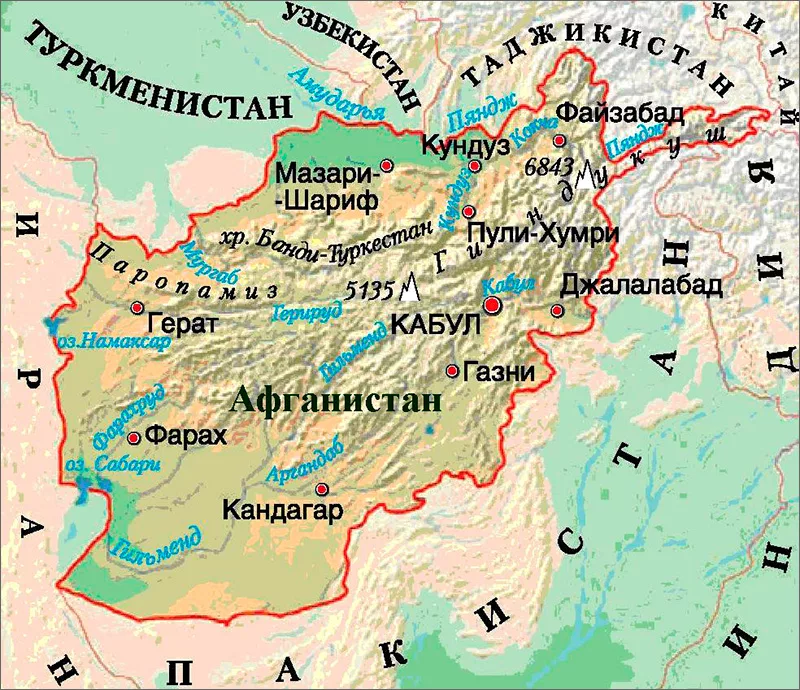 УЗБЕКИСТАН
ТАДЖИКИСТАН
КИТАЙ
ТУРКМЕНИСТАН
Амударья
Пяндж
Кокча
Файзабад
Пяндж
Кундуз
6843
Мазари-
-Шариф
Кундуз
Гиндукуш
хр. Банди-Туркестан
Пули-Хумри
Паропамиз
Мургаб
5135
Кабул
Джалалабад
Герат
Герируд
КАБУЛ
оз.Намаксар
Гильменд
Газни
Афганистан
Фарахруд
Фарах
оз. Сабари
Аргандаб
Кандагар
Гильменд
ИРАН
ПАКИСТАН
ИНДИЯ